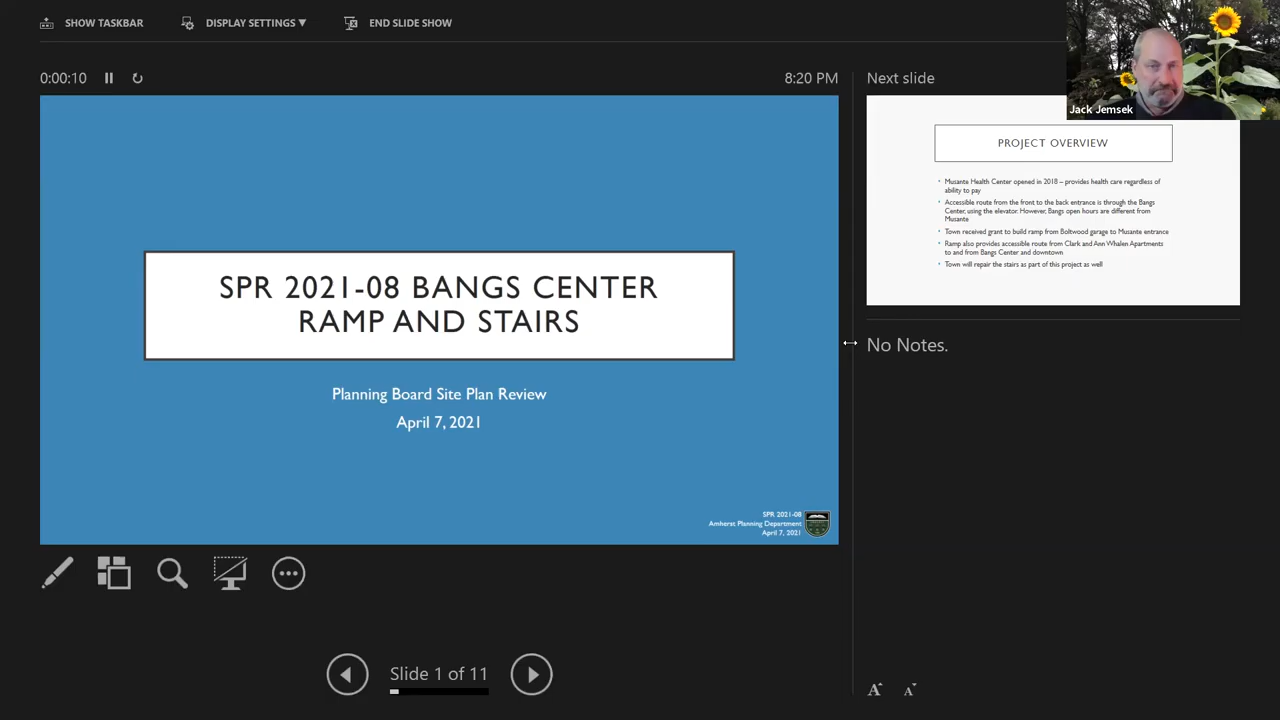 SHOW TASKBAR
DISPLAY SETTINGS ▼
END SLIDE SHOW
0:00:10
8:20 PM
Next slide
Jack Jemsek
SPR 2021-08 BANGS CENTER
RAMP AND STAIRS
Planning Board Site Plan Review
April 7, 2021
SPR 2021-08
Amherst Planning Department
April 7, 2021
PROJECT OVERVIEW
• Musante Health Center opened in 2018 – provides health care regardless of
ability to pay
• Accessible route from the front to the back entrance is through the Bangs
Center, using the elevator. However, Bangs open hours are different from
Musante
• Town received grant to build ramp from Boltwood garage to Musante entrance
• Ramp also provides accessible route from Clark and Ann Whalen Apartments
to and from Bangs Center and downtown
• Town will repair the stairs as part of this project as well
No Notes.
Slide 1 of 11
A A